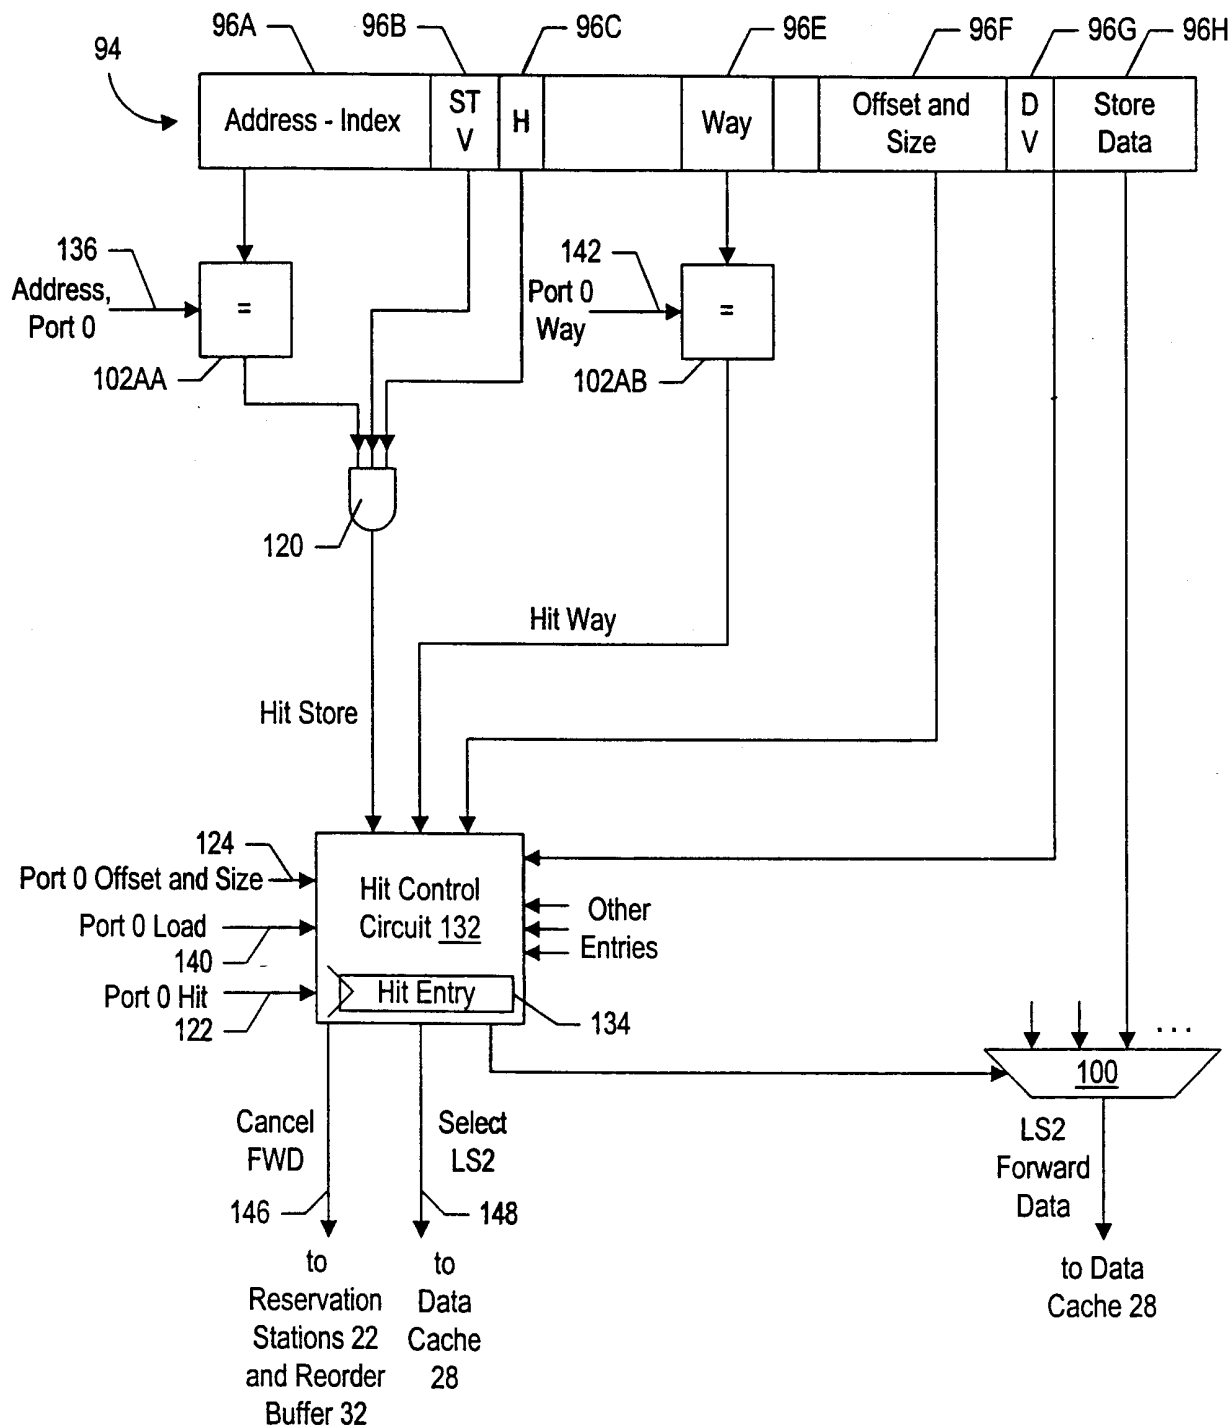 96A
96B
96C
96E
96F
96G
96H
94
Address - Index
ST
V
H
Way
Offset and
Size
D
V
Store
Data
136
Address,
Port 0
=
102AA
142
Port 0
Way
=
102AB
120
Hit Way
Hit Store
124
Port 0 Offset and Size
Port 0 Load
140
Port 0 Hit
122
Hit Control
Circuit 132
Hit Entry
134
Other
Entries
...
100
Cancel
FWD
Select
LS2
LS2
Forward
Data
146
148
to
Reservation
Stations 22
and Reorder
Buffer 32
to
Data
Cache
28
to Data
Cache 28